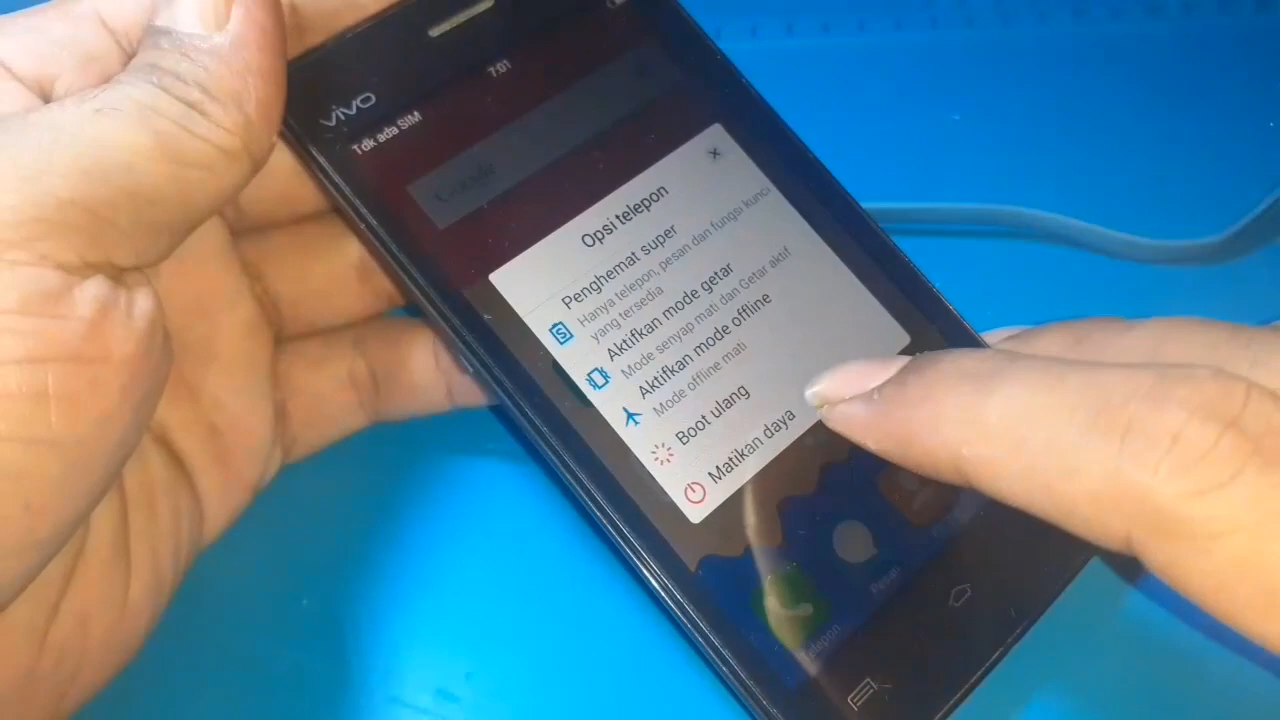 7:01
vivo
Tdk ada SIM
Google
Opsi telepon
Penghemat super
Hanya telepon, pesan dan fungsi kunci
yang tersedia
Aktifkan mode getar
Mode senyap mati dan Getar aktif
Aktifkan mode offline
Mode offline mati
Boot ulang
Matikan daya
Telepon
Pesan